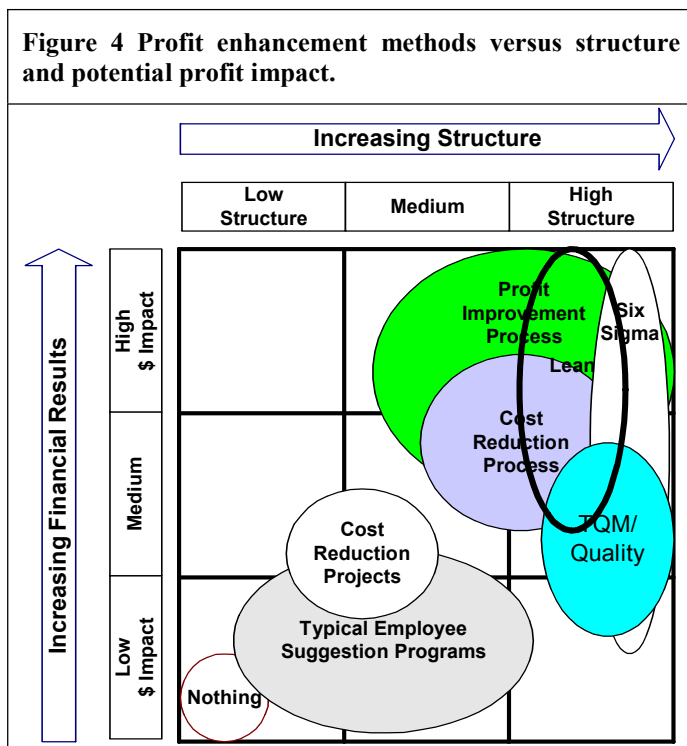 Figure 4 Profit enhancement methods versus structure
and potential profit impact.
Increasing Structure
Low
Structure
Medium
High
Structure
Increasing Financial Results
High
$ Impact
Medium
Low
$ Impact
Profit
Improvement
Process
Six
Sigma
Lean
Cost
Reduction
Process
TQM/
Quality
Cost
Reduction
Projects
Typical Employee
Suggestion Programs
Nothing